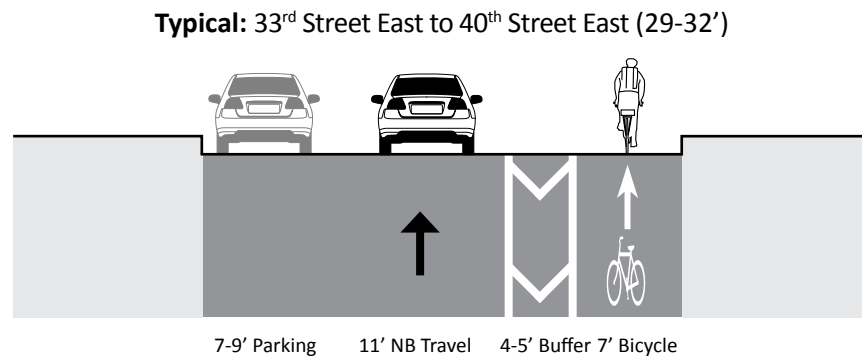 Typical: 33rd Street East to 40th Street East (29-32’)
7-9’ Parking 11’ NB Travel 4-5’ Buffer 7’ Bicycle